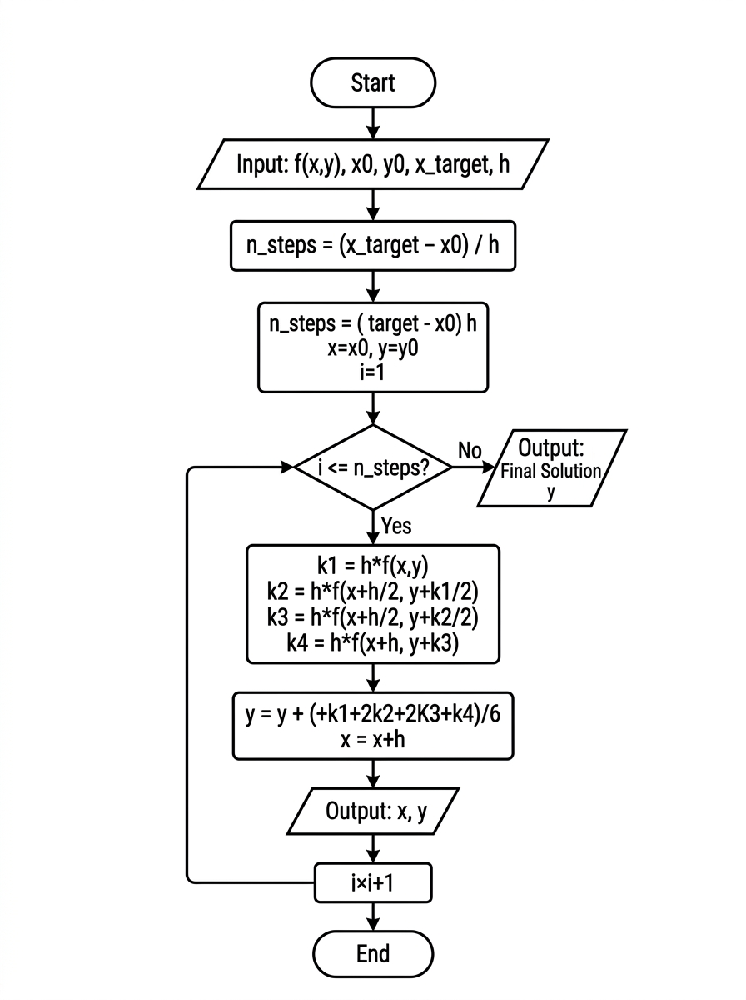 Start
Input: f(x,y), x0, y0, x_target, h
n_steps = (x_target – x0) / h
n_steps = ( target - x0) h
x=x0, y=y0
i=1
i <= n_steps?
No
Output:
Final Solution
y
Yes
k1 = h*f(x,y)
k2 = h*f(x+h/2, y+k1/2)
k3 = h*f(x+h/2, y+k2/2)
k4 = h*f(x+h, y+k3)
y = y + (+k1+2k2+2K3+k4)/6
x = x+h
Output: x, y
i×i+1
End